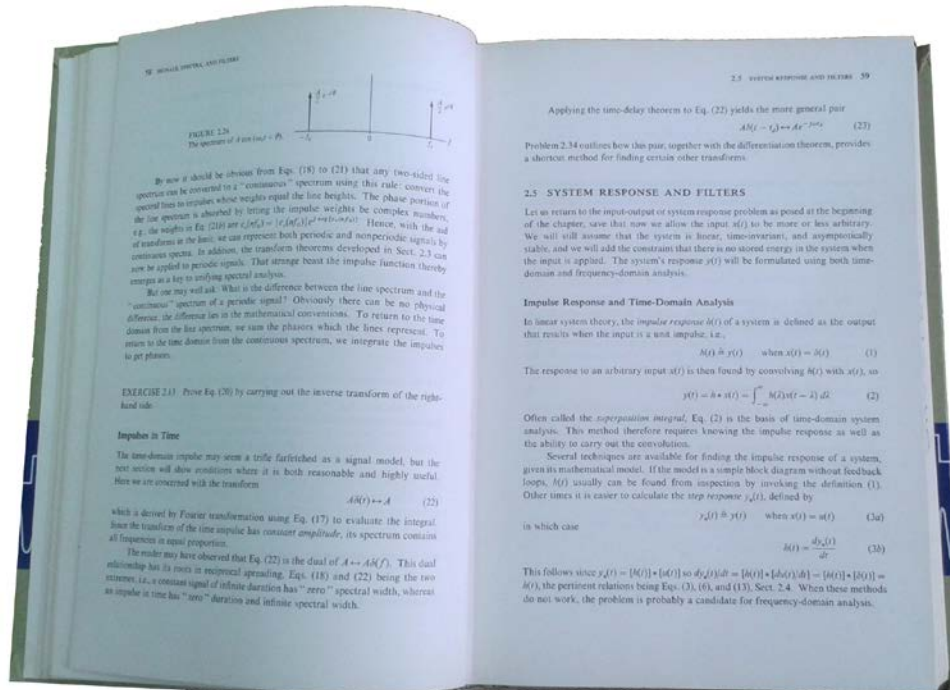 58 SIGNALS, SPECTRA, AND FILTERS
FIGURE 2.26
The spectrum of A cos (ω₀t + θ).
−f₀ 0 f₀ f
By now it should be obvious from Eqs. (18) to (21) that any two-sided line
spectrum can be converted to a "continuous" spectrum using this rule: convert the
spectral lines to impulses whose weights equal the line heights. The phase portion of
the line spectrum is absorbed by letting the impulse weights be complex numbers,
e.g., the weights in Eq. (21b) are Hence, with the aid
of transforms in the limit, we can represent both periodic and nonperiodic signals by
continuous spectra. In addition, the transform theorems developed in Sect. 2.3 can
now be applied to periodic signals. That strange beast the impulse function thereby
emerges as a key to unifying spectral analysis.
But one may well ask: What is the difference between the line spectrum and the
"continuous" spectrum of a periodic signal? Obviously there can be no physical
difference, the difference lies in the mathematical conventions. To return to the time
domain from the line spectrum, we sum the phasors which the lines represent. To
return to the time domain from the continuous spectrum, we integrate the impulses
to get phasors.
EXERCISE 2.13 Prove Eq. (20) by carrying out the inverse transform of the right-
hand side.
Impulses in Time
The time-domain impulse may seem a trifle farfetched as a signal model, but the
next section will show conditions where it is both reasonable and highly useful.
Here we are concerned with the transform
Aδ(t) ↔ A (22)
which is derived by Fourier transformation using Eq. (17) to evaluate the integral.
Since the transform of the time impulse has constant amplitude, its spectrum contains
all frequencies in equal proportion.
The reader may have observed that Eq. (22) is the dual of A ↔ Aδ(f). This dual
relationship has its roots in reciprocal spreading, Eqs. (18) and (22) being the two
extremes, i.e., a constant signal of infinite duration has "zero" spectral width, whereas
an impulse in time has "zero" duration and infinite spectral width.
2.5 SYSTEM RESPONSE AND FILTERS 59
Applying the time-delay theorem to Eq. (22) yields the more general pair
Aδ(t − t_d) ↔ Ae^(−jωt_d) (23)
Problem 2.34 outlines how this pair, together with the differentiation theorem, provides
a shortcut method for finding certain other transforms.
2.5 SYSTEM RESPONSE AND FILTERS
Let us return to the input-output or system response problem as posed at the beginning
of the chapter, save that now we allow the input x(t) to be more or less arbitrary.
We will still assume that the system is linear, time-invariant, and asymptotically
stable, and we will add the constraint that there is no stored energy in the system when
the input is applied. The system's response y(t) will be formulated using both time-
domain and frequency-domain analysis.
Impulse Response and Time-Domain Analysis
In linear system theory, the impulse response h(t) of a system is defined as the output
that results when the input is a unit impulse, i.e.,
h(t) ≜ y(t) when x(t) = δ(t) (1)
The response to an arbitrary input x(t) is then found by convolving h(t) with x(t), so
y(t) = h * x(t) = ∫_−∞^∞ h(λ)x(t − λ) dλ (2)
Often called the superposition integral, Eq. (2) is the basis of time-domain system
analysis. This method therefore requires knowing the impulse response as well as
the ability to carry out the convolution.
Several techniques are available for finding the impulse response of a system,
given its mathematical model. If the model is a simple block diagram without feedback
loops, h(t) usually can be found from inspection by invoking the definition (1).
Other times it is easier to calculate the step response y_u(t), defined by
y_u(t) ≜ y(t) when x(t) = u(t) (3a)
in which case
h(t) = dy_u(t)/dt (3b)
This follows since y_u(t) = [h(t)] * [u(t)] so dy_u(t)/dt = [h(t)] * [du(t)/dt] = [h(t)] * [δ(t)] =
h(t), the pertinent relations being Eqs. (3), (6), and (13), Sect. 2.4. When these methods
do not work, the problem is probably a candidate for frequency-domain analysis.